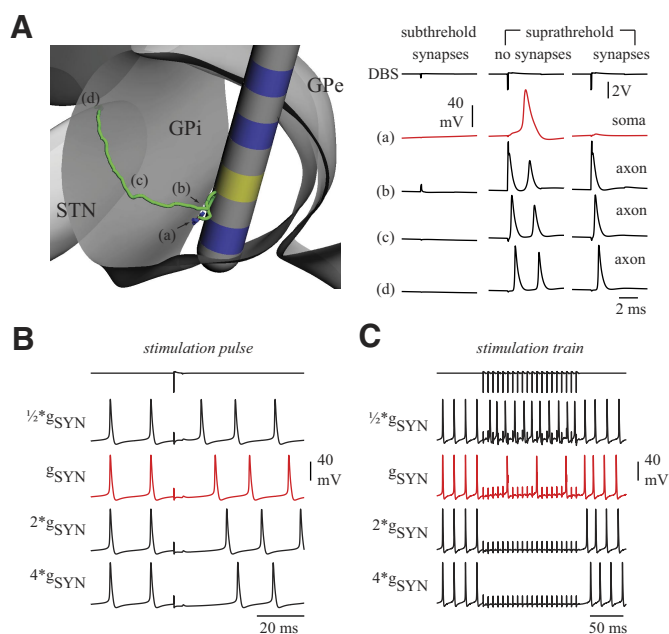 A
(d)
GPi
GPe
(c)
(b)
STN
(a)
subthrehold suprathrehold
synapses no synapses synapses
DBS
2V
40
mV
(a) soma
(b) axon
(c) axon
(d) axon
2 ms
B
stimulation pulse
½*gSYN
gSYN
40
mV
2*gSYN
4*gSYN
20 ms
C
stimulation train
½*gSYN
gSYN
40
mV
2*gSYN
4*gSYN
50 ms